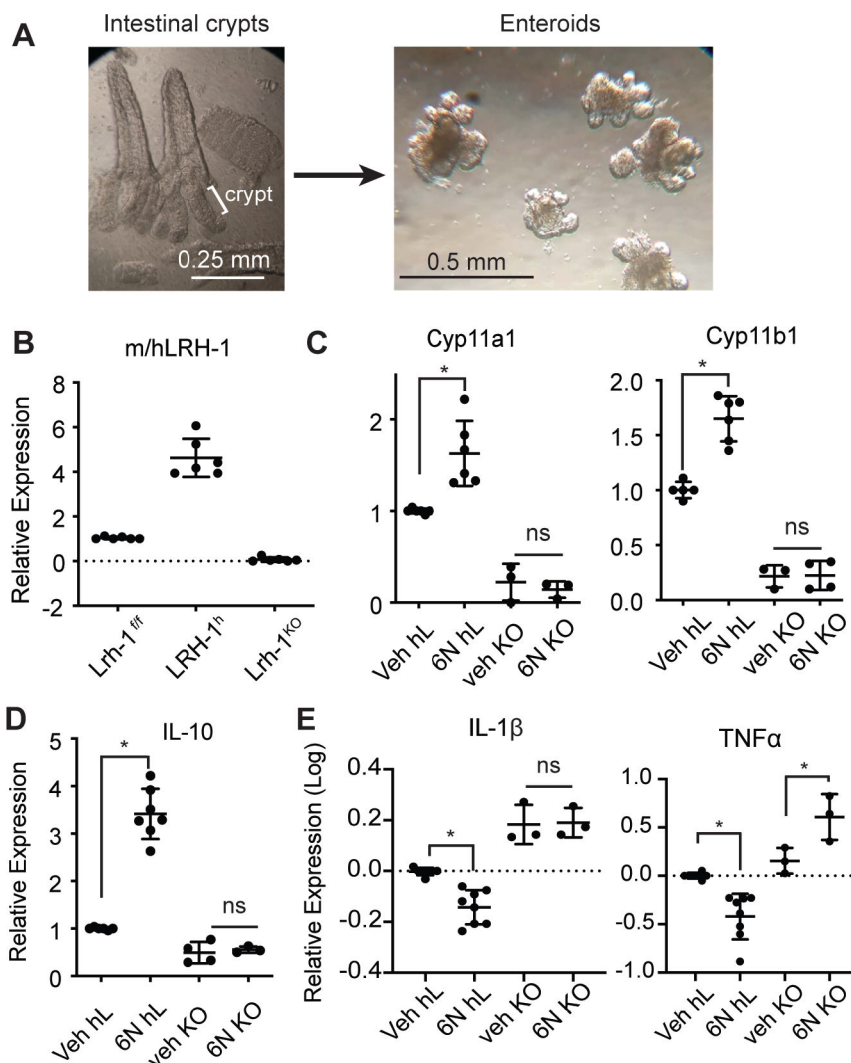 A
Intestinal crypts
Enteroids
crypt
0.25 mm
0.5 mm
B
m/hLRH-1
Relative Expression
8
6
4
2
0
-2
Lrh-1f/f
LRH-1h
Lrh-1KO
C
Cyp11a1
*
ns
2
1
0
Veh hL
6N hL
veh KO
6N KO
Cyp11b1
*
ns
2.0
1.5
1.0
0.5
0.0
Veh hL
6N hL
veh KO
6N KO
D
IL-10
Relative Expression
*
ns
5
4
3
2
1
0
Veh hL
6N hL
veh KO
6N KO
E
IL-1β
Relative Expression (Log)
*
ns
0.4
0.2
0.0
-0.2
-0.4
Veh hL
6N hL
veh KO
6N KO
TNFα
*
*
1.0
0.5
0.0
-0.5
-1.0
Veh hL
6N hL
veh KO
6N KO